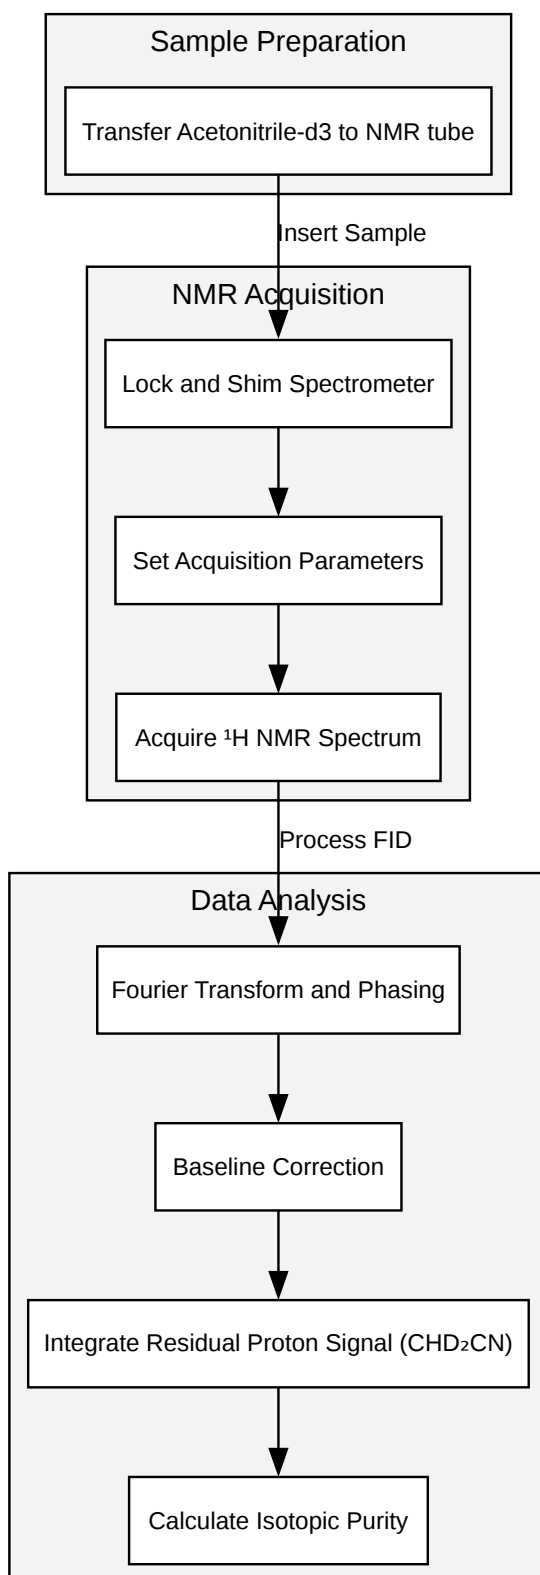 Sample Preparation
Transfer Acetonitrile-d3 to NMR tube
Insert Sample
NMR Acquisition
Lock and Shim Spectrometer
Set Acquisition Parameters
Acquire ¹H NMR Spectrum
Process FID
Data Analysis
Fourier Transform and Phasing
Baseline Correction
Integrate Residual Proton Signal (CHD₂CN)
Calculate Isotopic Purity